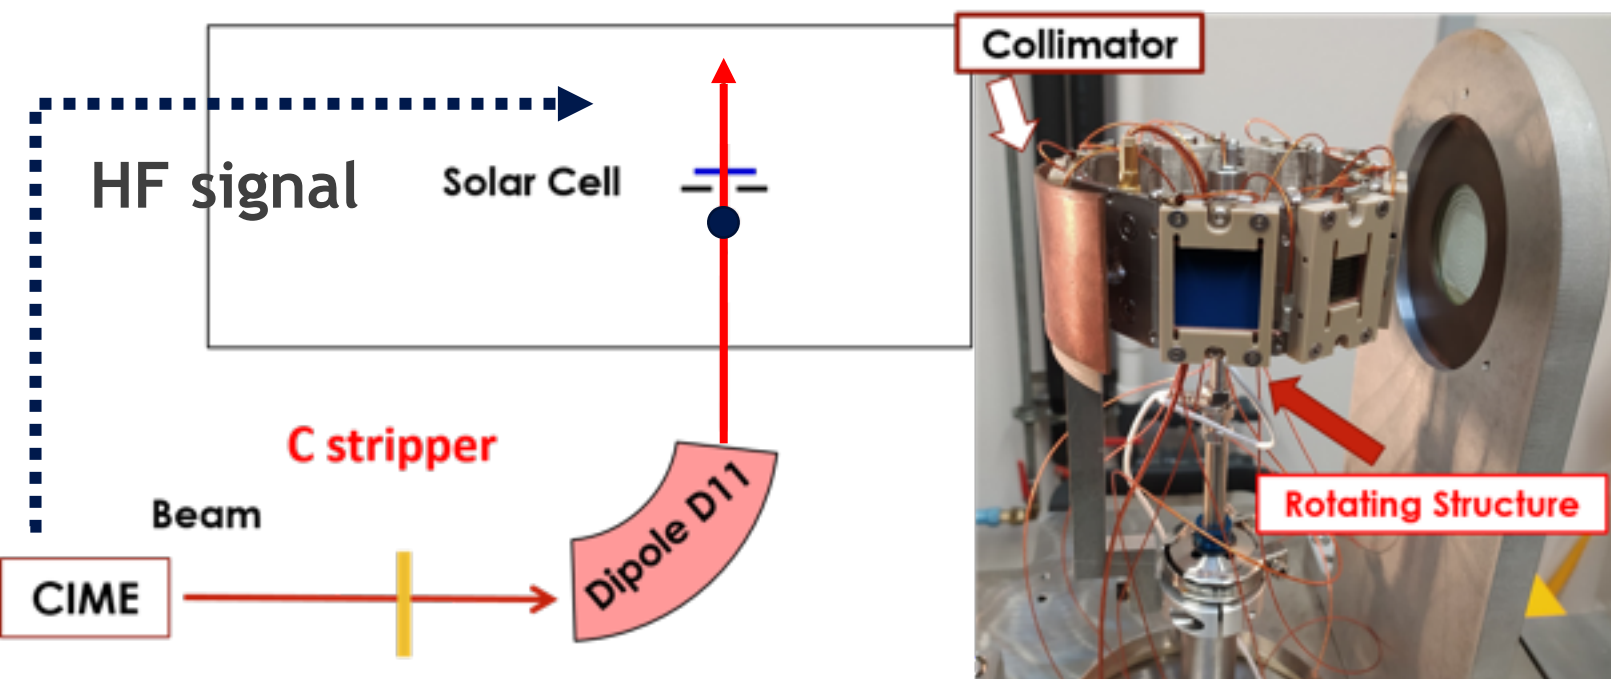 Collimator
HF signal
Solar Cell
C stripper
Dipole D11
Rotating Structure
Beam
CIME